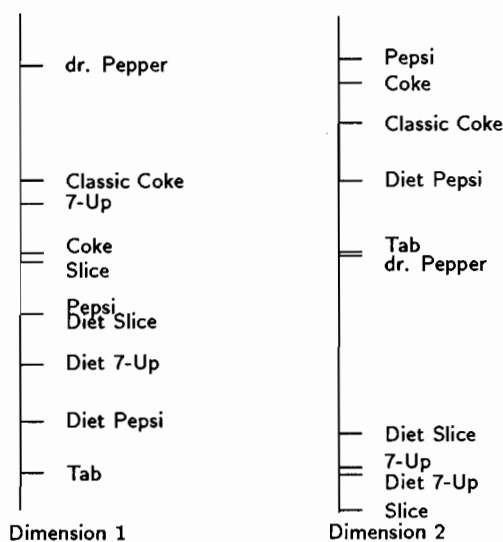 dr. Pepper
Classic Coke
7-Up
Coke
Slice
Pepsi
Diet Slice
Diet 7-Up
Diet Pepsi
Tab
Dimension 1
Pepsi
Coke
Classic Coke
Diet Pepsi
Tab
dr. Pepper
Diet Slice
7-Up
Diet 7-Up
Slice
Dimension 2